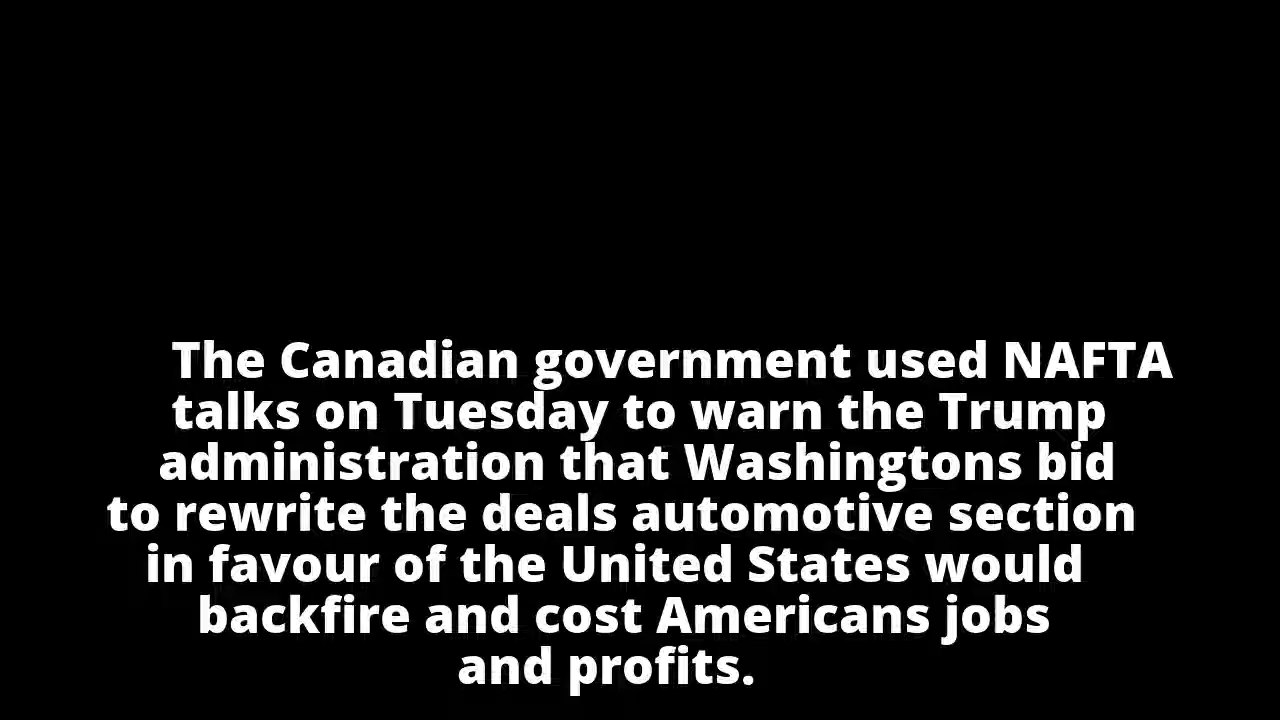 The Canadian government used NAFTA
talks on Tuesday to warn the Trump
administration that Washingtons bid
to rewrite the deals automotive section
in favour of the United States would
backfire and cost Americans jobs
and profits.